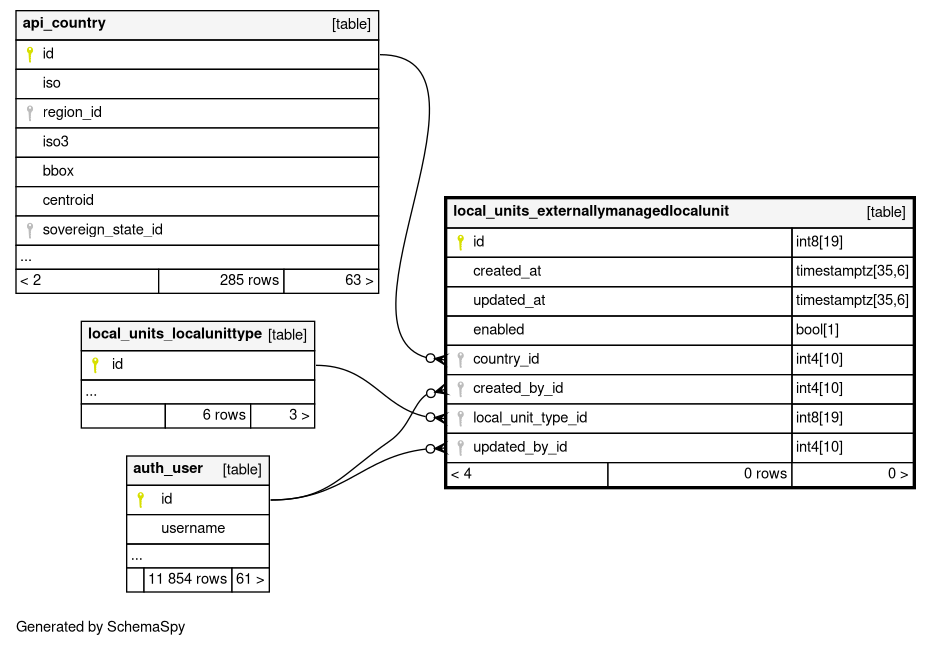 api_country [table]
id
iso
region_id
iso3
bbox
centroid
sovereign_state_id
...
< 2 285 rows 63 >
local_units_localunittype [table]
id
...
6 rows 3 >
auth_user [table]
id
username
...
11 854 rows 61 >
local_units_externallymanagedlocalunit [table]
id int8[19]
created_at timestamptz[35,6]
updated_at timestamptz[35,6]
enabled bool[1]
country_id int4[10]
created_by_id int4[10]
local_unit_type_id int8[19]
updated_by_id int4[10]
< 4 0 rows 0 >
Generated by SchemaSpy